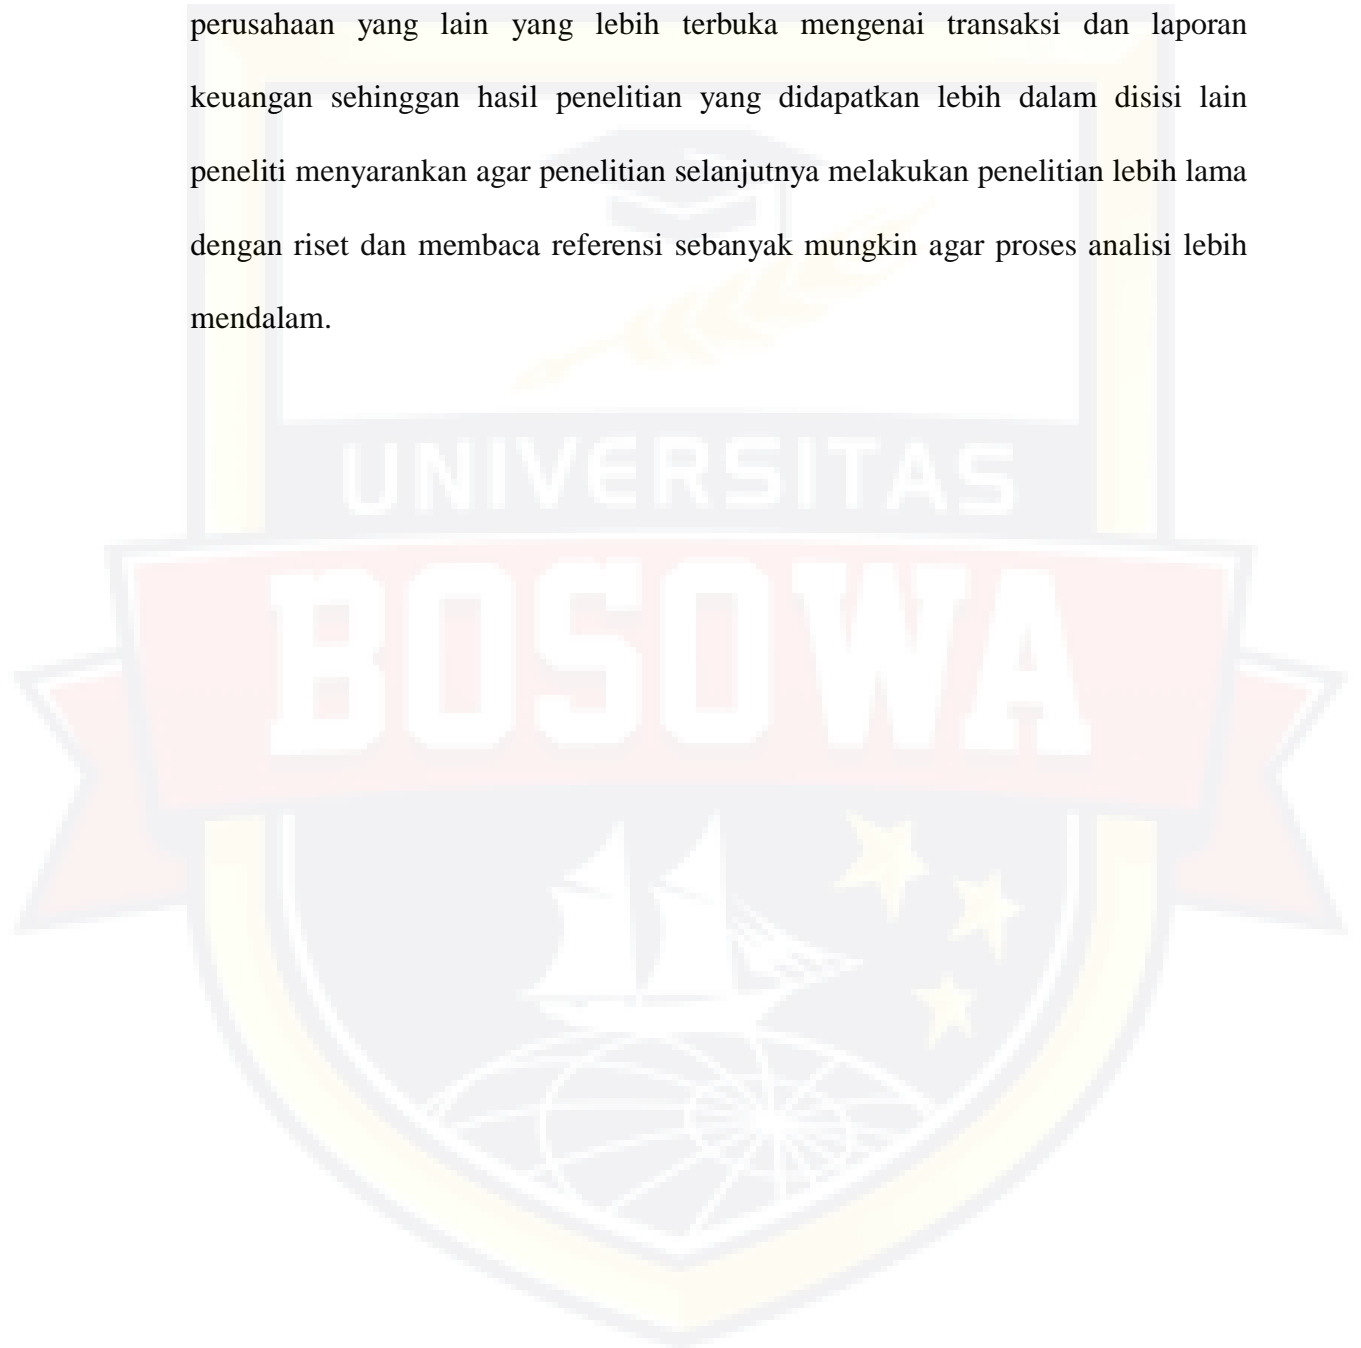 perusahaan yang lain yang lebih terbuka mengenai transaksi dan laporan
keuangan sehinggan hasil penelitian yang didapatkan lebih dalam disisi lain
peneliti menyarankan agar penelitian selanjutnya melakukan penelitian lebih lama
dengan riset dan membaca referensi sebanyak mungkin agar proses analisi lebih
mendalam.
UNIVERSITAS
BOSOWA